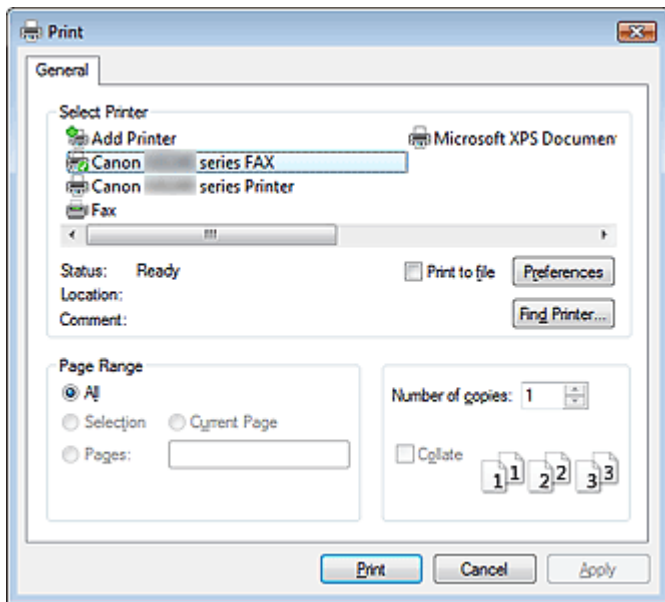 Print
General
Select Printer
Add Printer
Microsoft XPS Documen
Canon series FAX
Canon series Printer
Fax
Status: Ready
Print to file
Preferences
Location:
Comment:
Find Printer...
Page Range
All
Number of copies: 1
Selection
Current Page
Pages:
Collate
1 1 2 2 3 3
Print
Cancel
Apply